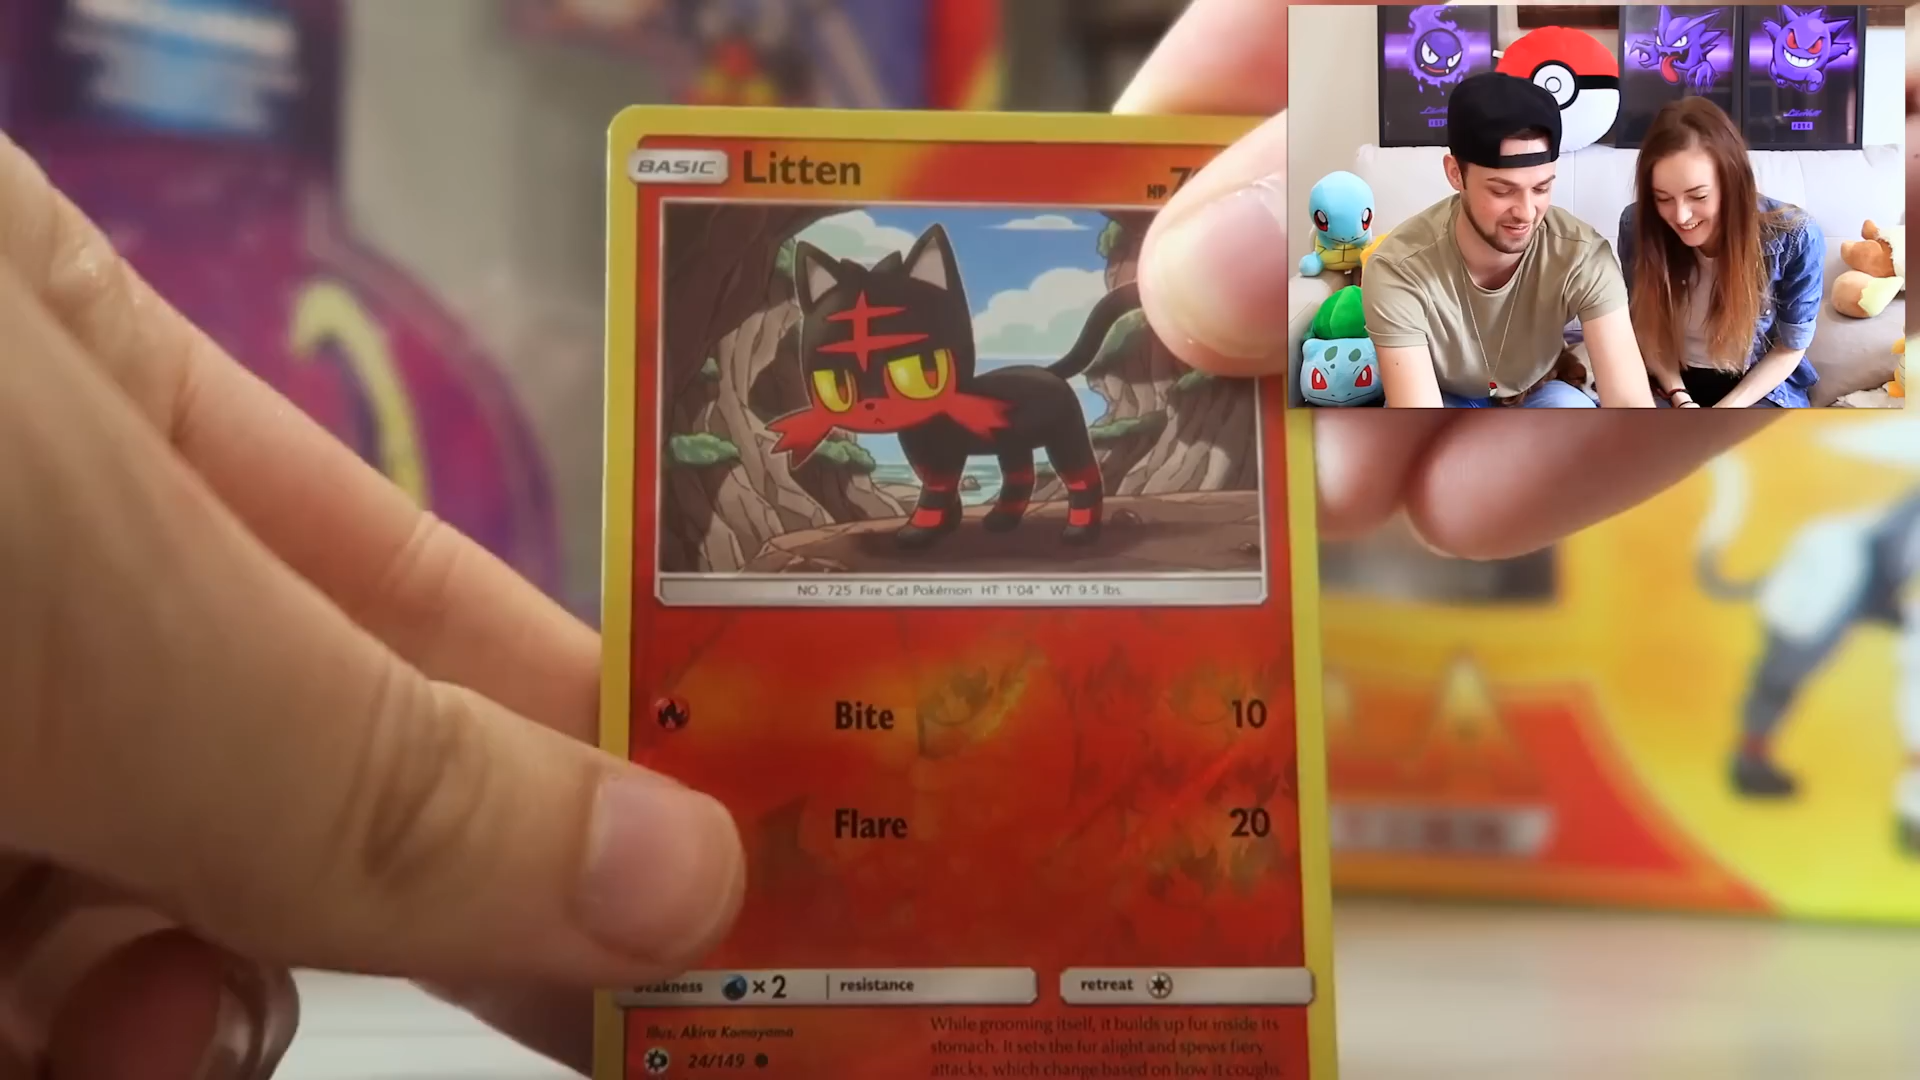 BASIC Litten HP
NO. 725 Fire Cat Pokémon HT: 1'04" WT: 9.5 lbs.
Bite 10
Flare 20
weakness ×2 resistance retreat
Illus. Akira Komayama
24/149
While grooming itself, it builds up fur inside its
stomach. It sets the fur alight and spews fiery
attacks, which change based on how it coughs.